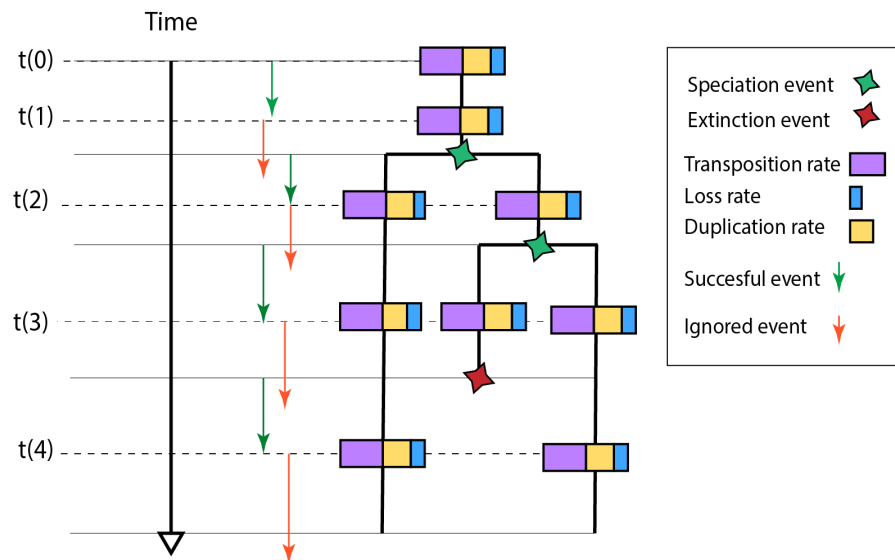 Time
t(0)
t(1)
t(2)
t(3)
t(4)
Speciation event
Extinction event
Transposition rate
Loss rate
Duplication rate
Succesful event
Ignored event